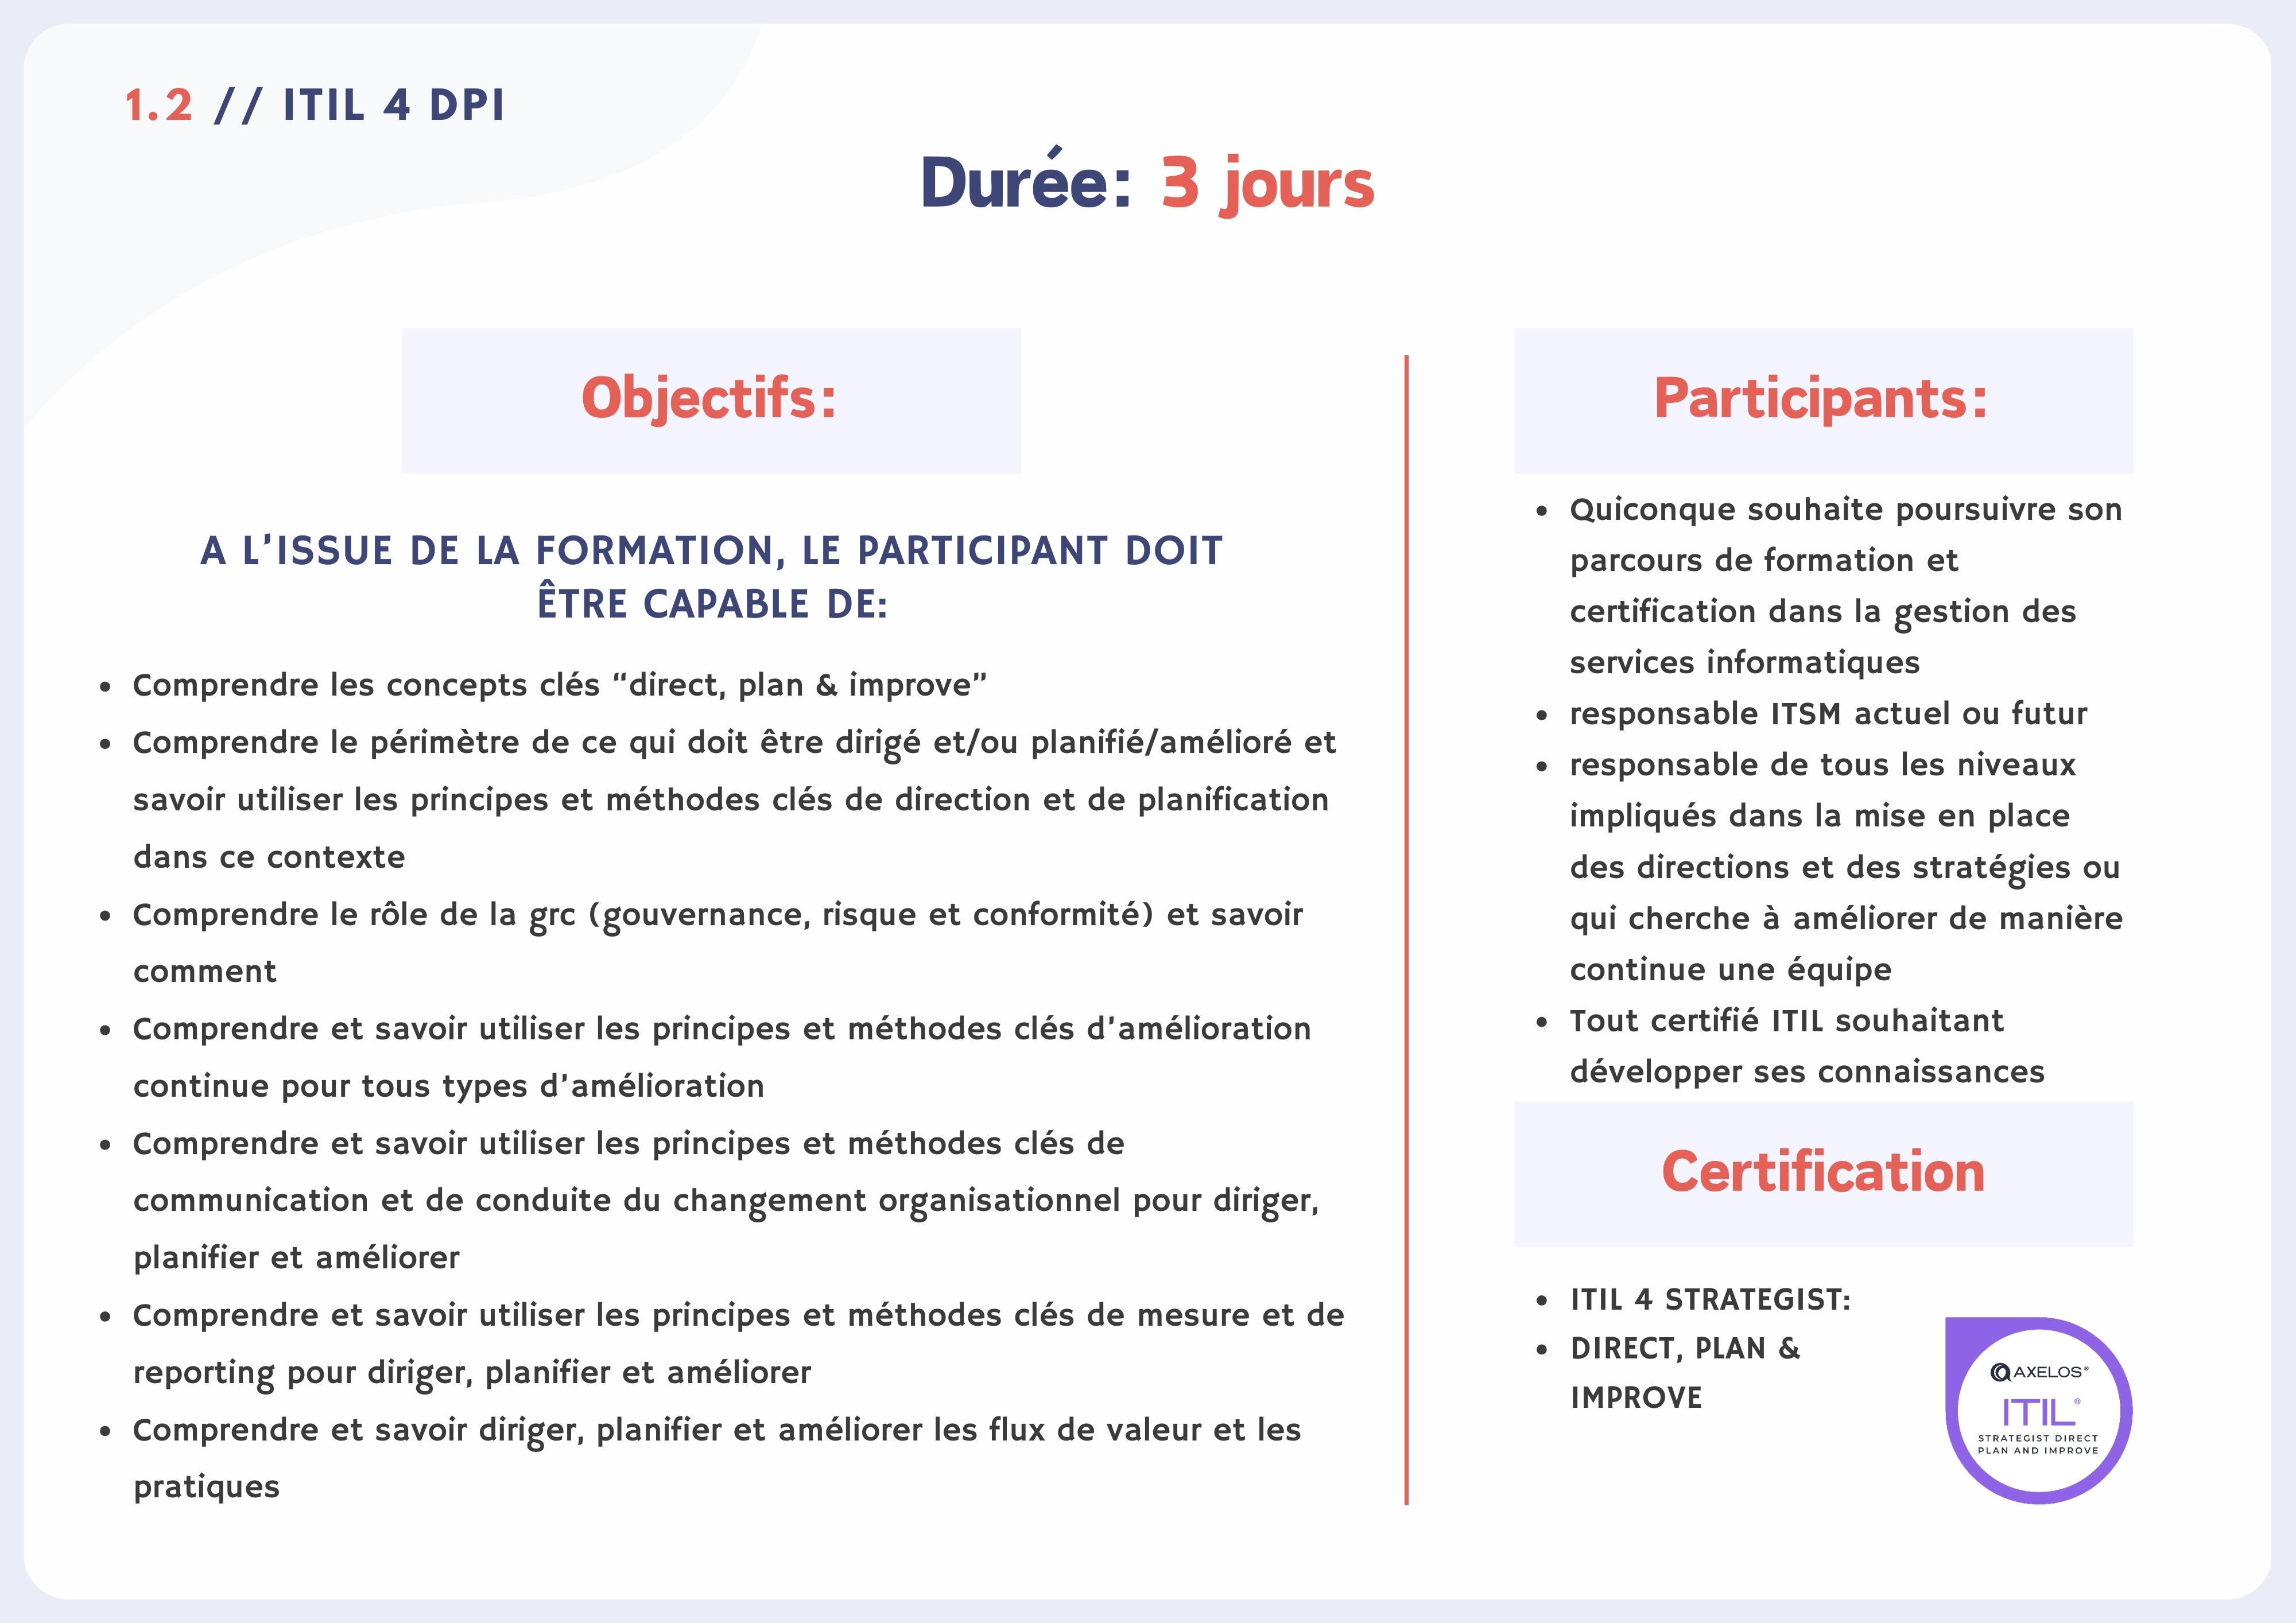 1.2 // ITIL 4 DPI
Durée: 3 jours
Objectifs:
A L'ISSUE DE LA FORMATION, LE PARTICIPANT DOIT
ÊTRE CAPABLE DE:
• Comprendre les concepts clés “direct, plan & improve”
• Comprendre le périmètre de ce qui doit être dirigé et/ou planifié/amélioré et
savoir utiliser les principes et méthodes clés de direction et de planification
dans ce contexte
• Comprendre le rôle de la grc (gouvernance, risque et conformité) et savoir
comment
• Comprendre et savoir utiliser les principes et méthodes clés d'amélioration
continue pour tous types d'amélioration
• Comprendre et savoir utiliser les principes et méthodes clés de
communication et de conduite du changement organisationnel pour diriger,
planifier et améliorer
• Comprendre et savoir utiliser les principes et méthodes clés de mesure et de
reporting pour diriger, planifier et améliorer
• Comprendre et savoir diriger, planifier et améliorer les flux de valeur et les
pratiques
Participants:
• Quiconque souhaite poursuivre son
parcours de formation et
certification dans la gestion des
services informatiques
• responsable ITSM actuel ou futur
• responsable de tous les niveaux
impliqués dans la mise en place
des directions et des stratégies ou
qui cherche à améliorer de manière
continue une équipe
• Tout certifié ITIL souhaitant
développer ses connaissances
Certification
• ITIL 4 STRATEGIST:
• DIRECT, PLAN &
IMPROVE
AXELOS®
ITIL®
STRATEGIST DIRECT
PLAN AND IMPROVE